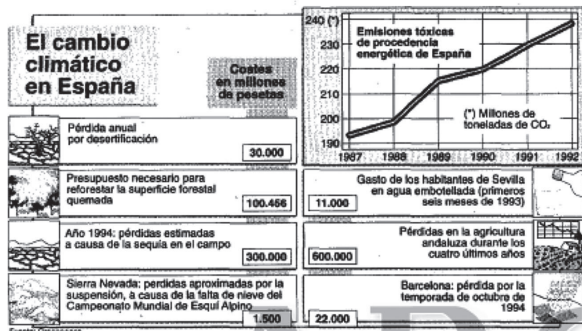 El cambio
climático
en España
Costes
en millones
de pesetas
Pérdida anual
por desertificación
30.000
Presupuesto necesario para
reforestar la superficie forestal
quemada
100.456
Año 1994: pérdidas estimadas
a causa de la sequía en el campo
300.000
Sierra Nevada: perdidas aproximadas por la
suspensión, a causa de la falta de nieve del
Campeonato Mundial de Esquí Alpino
1.500
Emisiones tóxicas
de procedencia
energética de España
240 (*)
230
220
210
200
190
(*) Millones de
toneladas de CO₂
1987 1988 1989 1990 1991 1992
Gasto de los habitantes de Sevilla
en agua embotellada (primeros
seis meses de 1993)
11.000
Pérdidas en la agricultura
andaluza durante los
cuatro últimos años
600.000
Barcelona: pérdida por la
temporada de octubre de
1994
22.000
Fuente: Greenpeace